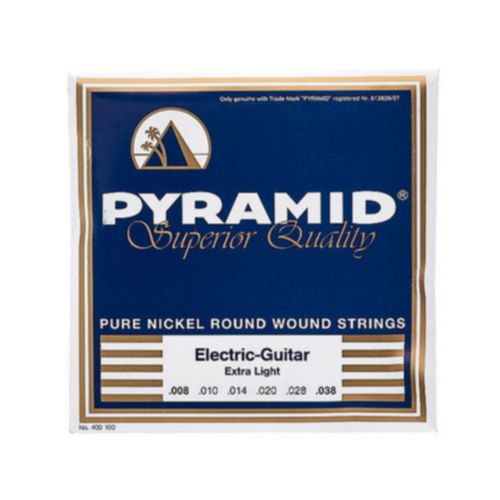 Only genuine with Trade Mark "PYRAMID" registered Nr. 613826/27
PYRAMID®
Superior Quality
PURE NICKEL ROUND WOUND STRINGS
Electric-Guitar
Extra Light
.008 .010 .014 .020 .028 .038
No. 400 100